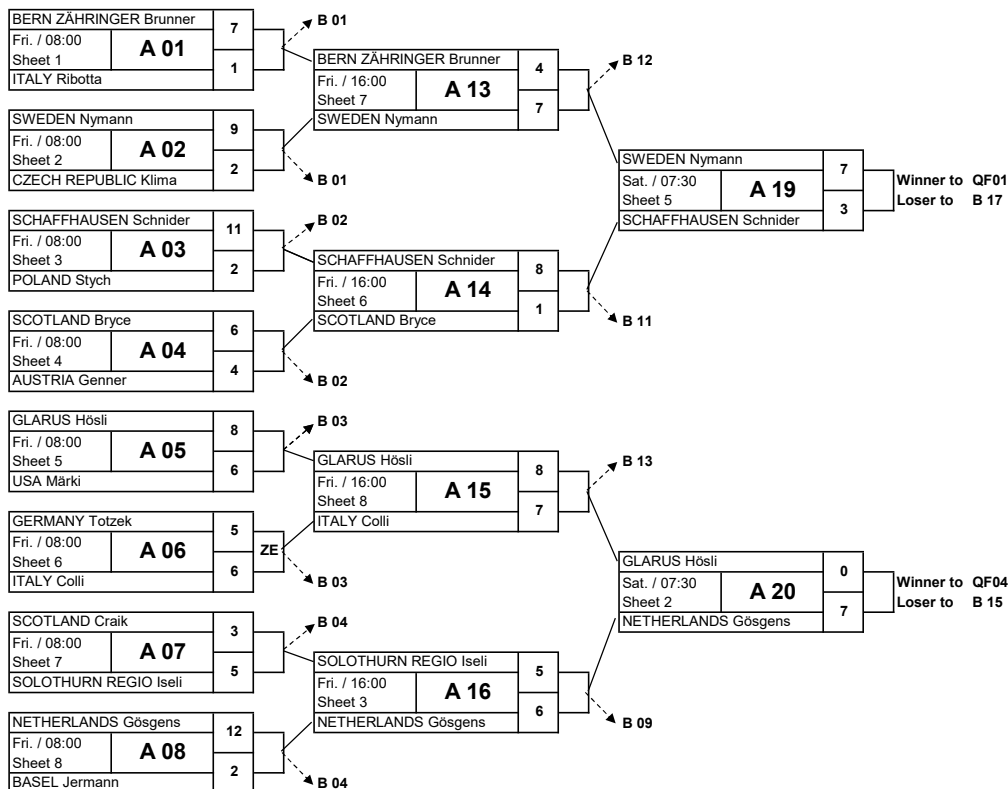 BERN ZÄHRINGER Brunner 7
Fri. / 08:00
Sheet 1
A 01
ITALY Ribotta 1
B 01
SWEDEN Nymann 9
Fri. / 08:00
Sheet 2
A 02
CZECH REPUBLIC Klima 2
B 01
SCHAFFHAUSEN Schnider 11
Fri. / 08:00
Sheet 3
A 03
POLAND Stych 2
B 02
SCOTLAND Bryce 6
Fri. / 08:00
Sheet 4
A 04
AUSTRIA Genner 4
B 02
GLARUS Hösli 8
Fri. / 08:00
Sheet 5
A 05
USA Märki 6
B 03
GERMANY Totzek 5
Fri. / 08:00
Sheet 6
A 06
ZE
ITALY Colli 6
B 03
SCOTLAND Craik 3
Fri. / 08:00
Sheet 7
A 07
SOLOTHURN REGIO Iseli 5
B 04
NETHERLANDS Gösgens 12
Fri. / 08:00
Sheet 8
A 08
BASEL Jermann 2
B 04
BERN ZÄHRINGER Brunner 4
Fri. / 16:00
Sheet 7
A 13
SWEDEN Nymann 7
B 12
SCHAFFHAUSEN Schnider 8
Fri. / 16:00
Sheet 6
A 14
SCOTLAND Bryce 1
B 11
GLARUS Hösli 8
Fri. / 16:00
Sheet 8
A 15
ITALY Colli 7
B 13
SOLOTHURN REGIO Iseli 5
Fri. / 16:00
Sheet 3
A 16
NETHERLANDS Gösgens 6
B 09
SWEDEN Nymann 7
Sat. / 07:30
Sheet 5
A 19
SCHAFFHAUSEN Schnider 3
Winner to QF01
Loser to B 17
GLARUS Hösli 0
Sat. / 07:30
Sheet 2
A 20
NETHERLANDS Gösgens 7
Winner to QF04
Loser to B 15